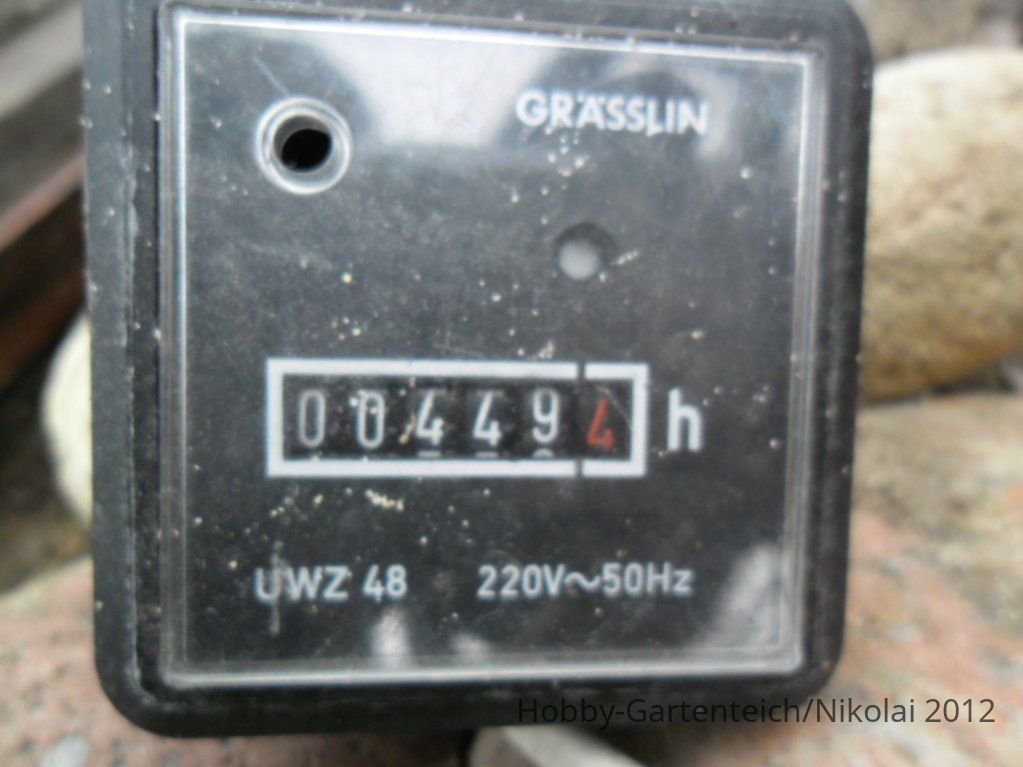 GRÄSSLIN
004494 h
UWZ 48 220V~50Hz
Hobby-Gartenteich/Nikolai 2012